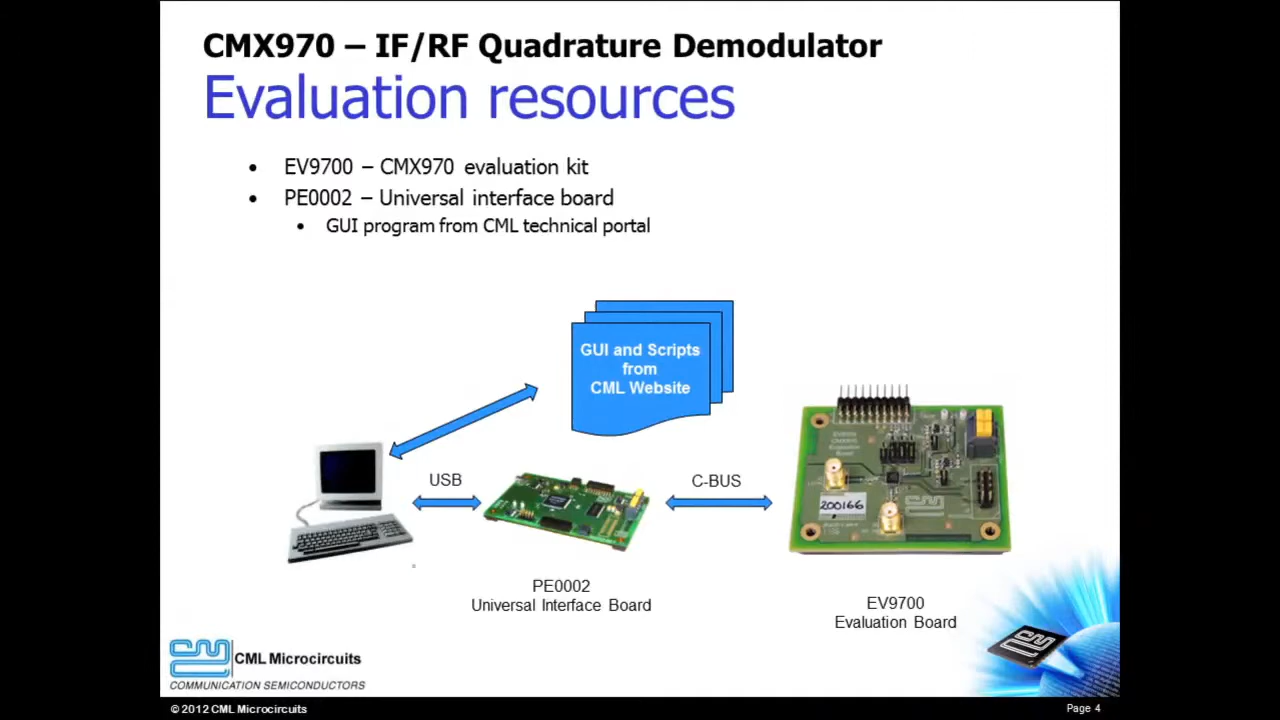 CMX970 – IF/RF Quadrature Demodulator
Evaluation resources
• EV9700 – CMX970 evaluation kit
• PE0002 – Universal interface board
• GUI program from CML technical portal
GUI and Scripts
from
CML Website
USB
C-BUS
200166
PE0002
Universal Interface Board
EV9700
Evaluation Board
CML Microcircuits
COMMUNICATION SEMICONDUCTORS
© 2012 CML Microcircuits
Page 4